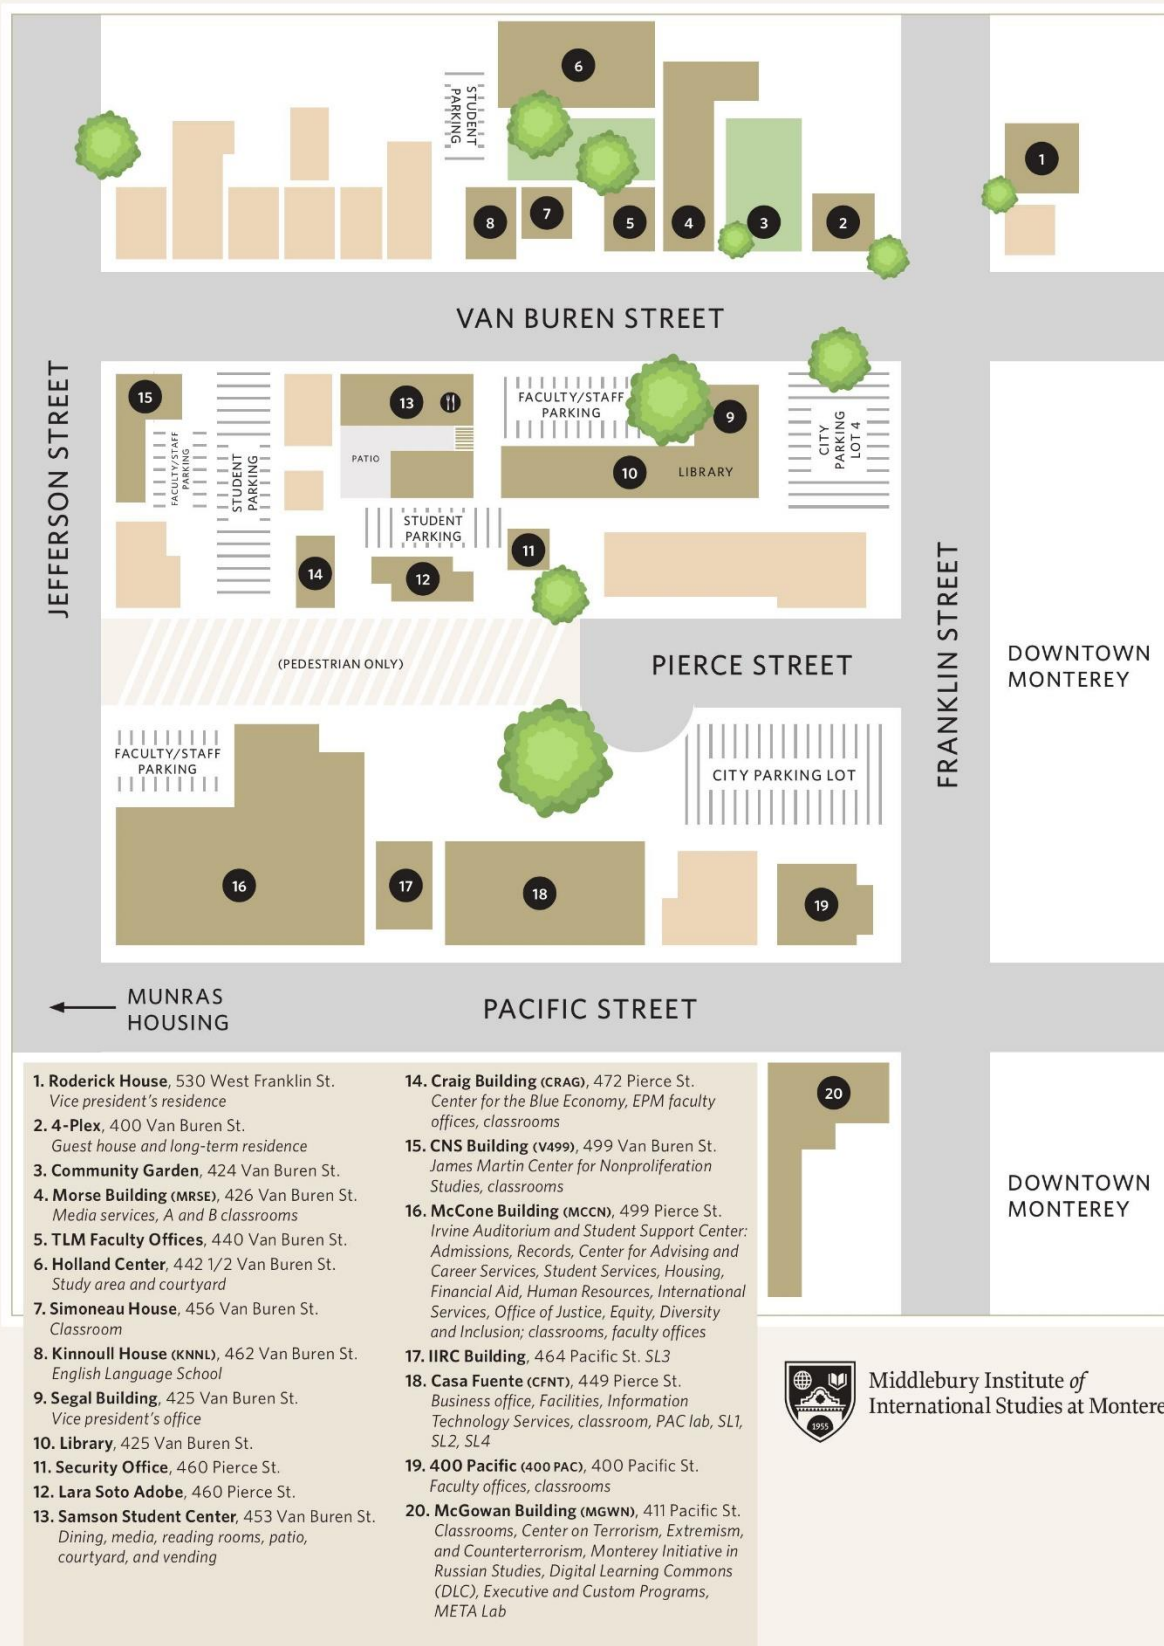 6
STUDENT
PARKING
1
8
7
5
4
3
2
VAN BUREN STREET
JEFFERSON STREET
15
FACULTY/STAFF
PARKING
STUDENT
PARKING
13
PATIO
FACULTY/STAFF
PARKING
9
10
LIBRARY
CITY
PARKING
LOT 4
STUDENT
PARKING
11
14
12
FRANKLIN STREET
(PEDESTRIAN ONLY)
PIERCE STREET
DOWNTOWN
MONTEREY
FACULTY/STAFF
PARKING
CITY PARKING LOT
16
17
18
19
MUNRAS
HOUSING
PACIFIC STREET
20
DOWNTOWN
MONTEREY
1. Roderick House, 530 West Franklin St.
Vice president's residence
2. 4-Plex, 400 Van Buren St.
Guest house and long-term residence
3. Community Garden, 424 Van Buren St.
4. Morse Building (MRSE), 426 Van Buren St.
Media services, A and B classrooms
5. TLM Faculty Offices, 440 Van Buren St.
6. Holland Center, 442 1/2 Van Buren St.
Study area and courtyard
7. Simoneau House, 456 Van Buren St.
Classroom
8. Kinnoull House (KNNL), 462 Van Buren St.
English Language School
9. Segal Building, 425 Van Buren St.
Vice president's office
10. Library, 425 Van Buren St.
11. Security Office, 460 Pierce St.
12. Lara Soto Adobe, 460 Pierce St.
13. Samson Student Center, 453 Van Buren St.
Dining, media, reading rooms, patio,
courtyard, and vending
14. Craig Building (CRAG), 472 Pierce St.
Center for the Blue Economy, EPM faculty
offices, classrooms
15. CNS Building (V499), 499 Van Buren St.
James Martin Center for Nonproliferation
Studies, classrooms
16. McCone Building (MCCN), 499 Pierce St.
Irvine Auditorium and Student Support Center:
Admissions, Records, Center for Advising and
Career Services, Student Services, Housing,
Financial Aid, Human Resources, International
Services, Office of Justice, Equity, Diversity
and Inclusion; classrooms, faculty offices
17. IIRC Building, 464 Pacific St. SL3
18. Casa Fuente (CFNT), 449 Pierce St.
Business office, Facilities, Information
Technology Services, classroom, PAC lab, SL1,
SL2, SL4
19. 400 Pacific (400 PAC), 400 Pacific St.
Faculty offices, classrooms
20. McGowan Building (MGWN), 411 Pacific St.
Classrooms, Center on Terrorism, Extremism,
and Counterterrorism, Monterey Initiative in
Russian Studies, Digital Learning Commons
(DLC), Executive and Custom Programs,
META Lab
1955
Middlebury Institute of
International Studies at Montere